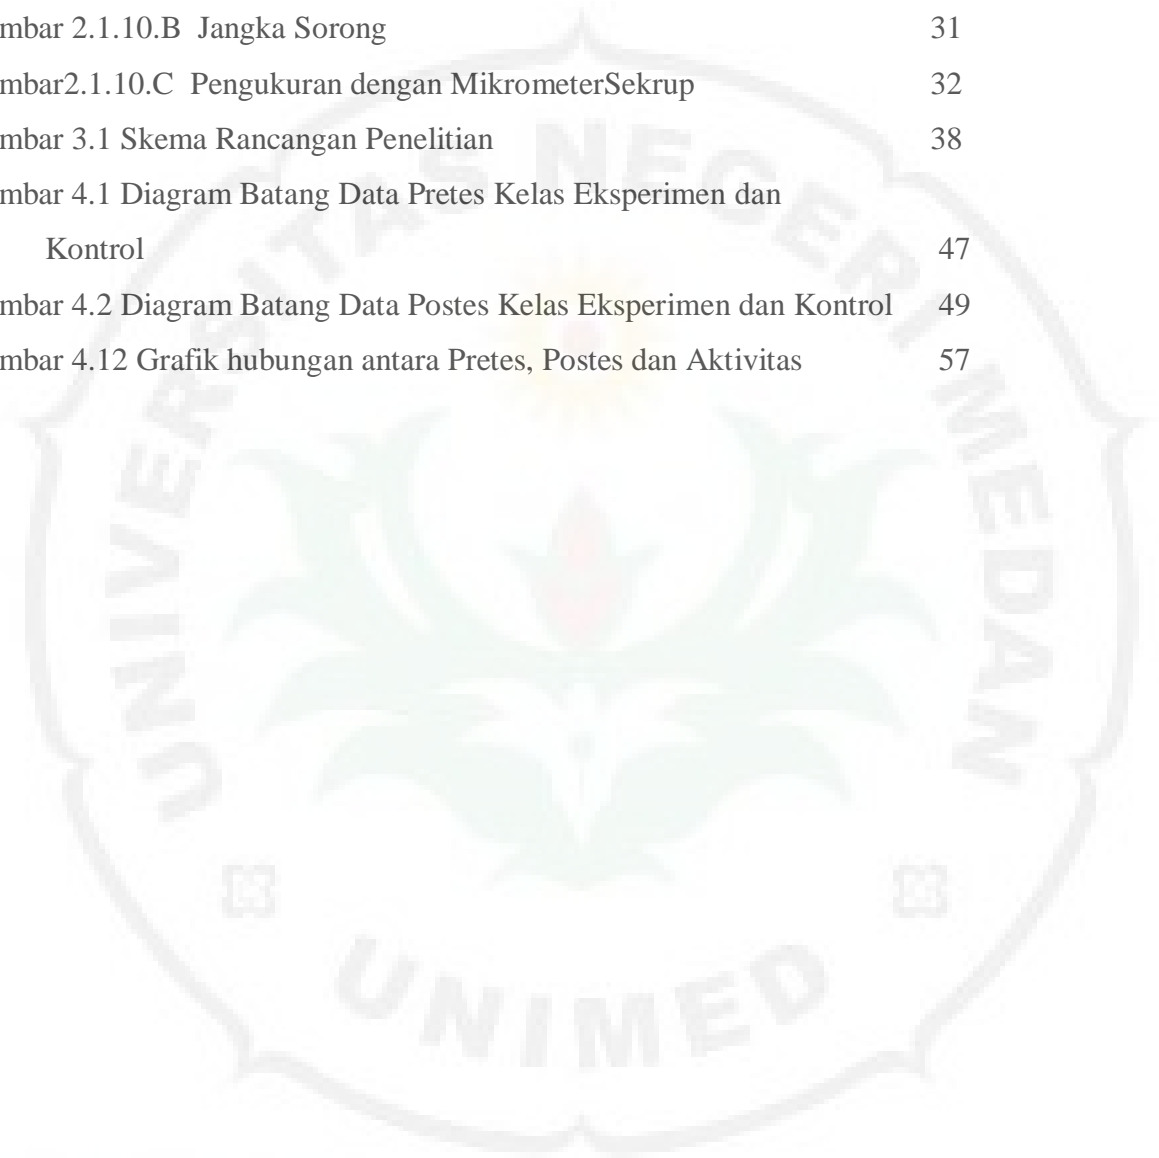 mbar 2.1.10.B  Jangka Sorong 31
mbar2.1.10.C  Pengukuran dengan MikrometerSekrup 32
mbar 3.1 Skema Rancangan Penelitian 38
mbar 4.1 Diagram Batang Data Pretes Kelas Eksperimen dan
Kontrol 47
mbar 4.2 Diagram Batang Data Postes Kelas Eksperimen dan Kontrol 49
mbar 4.12 Grafik hubungan antara Pretes, Postes dan Aktivitas 57
UNIVERSITAS NEGERI MEDAN
UNIMED